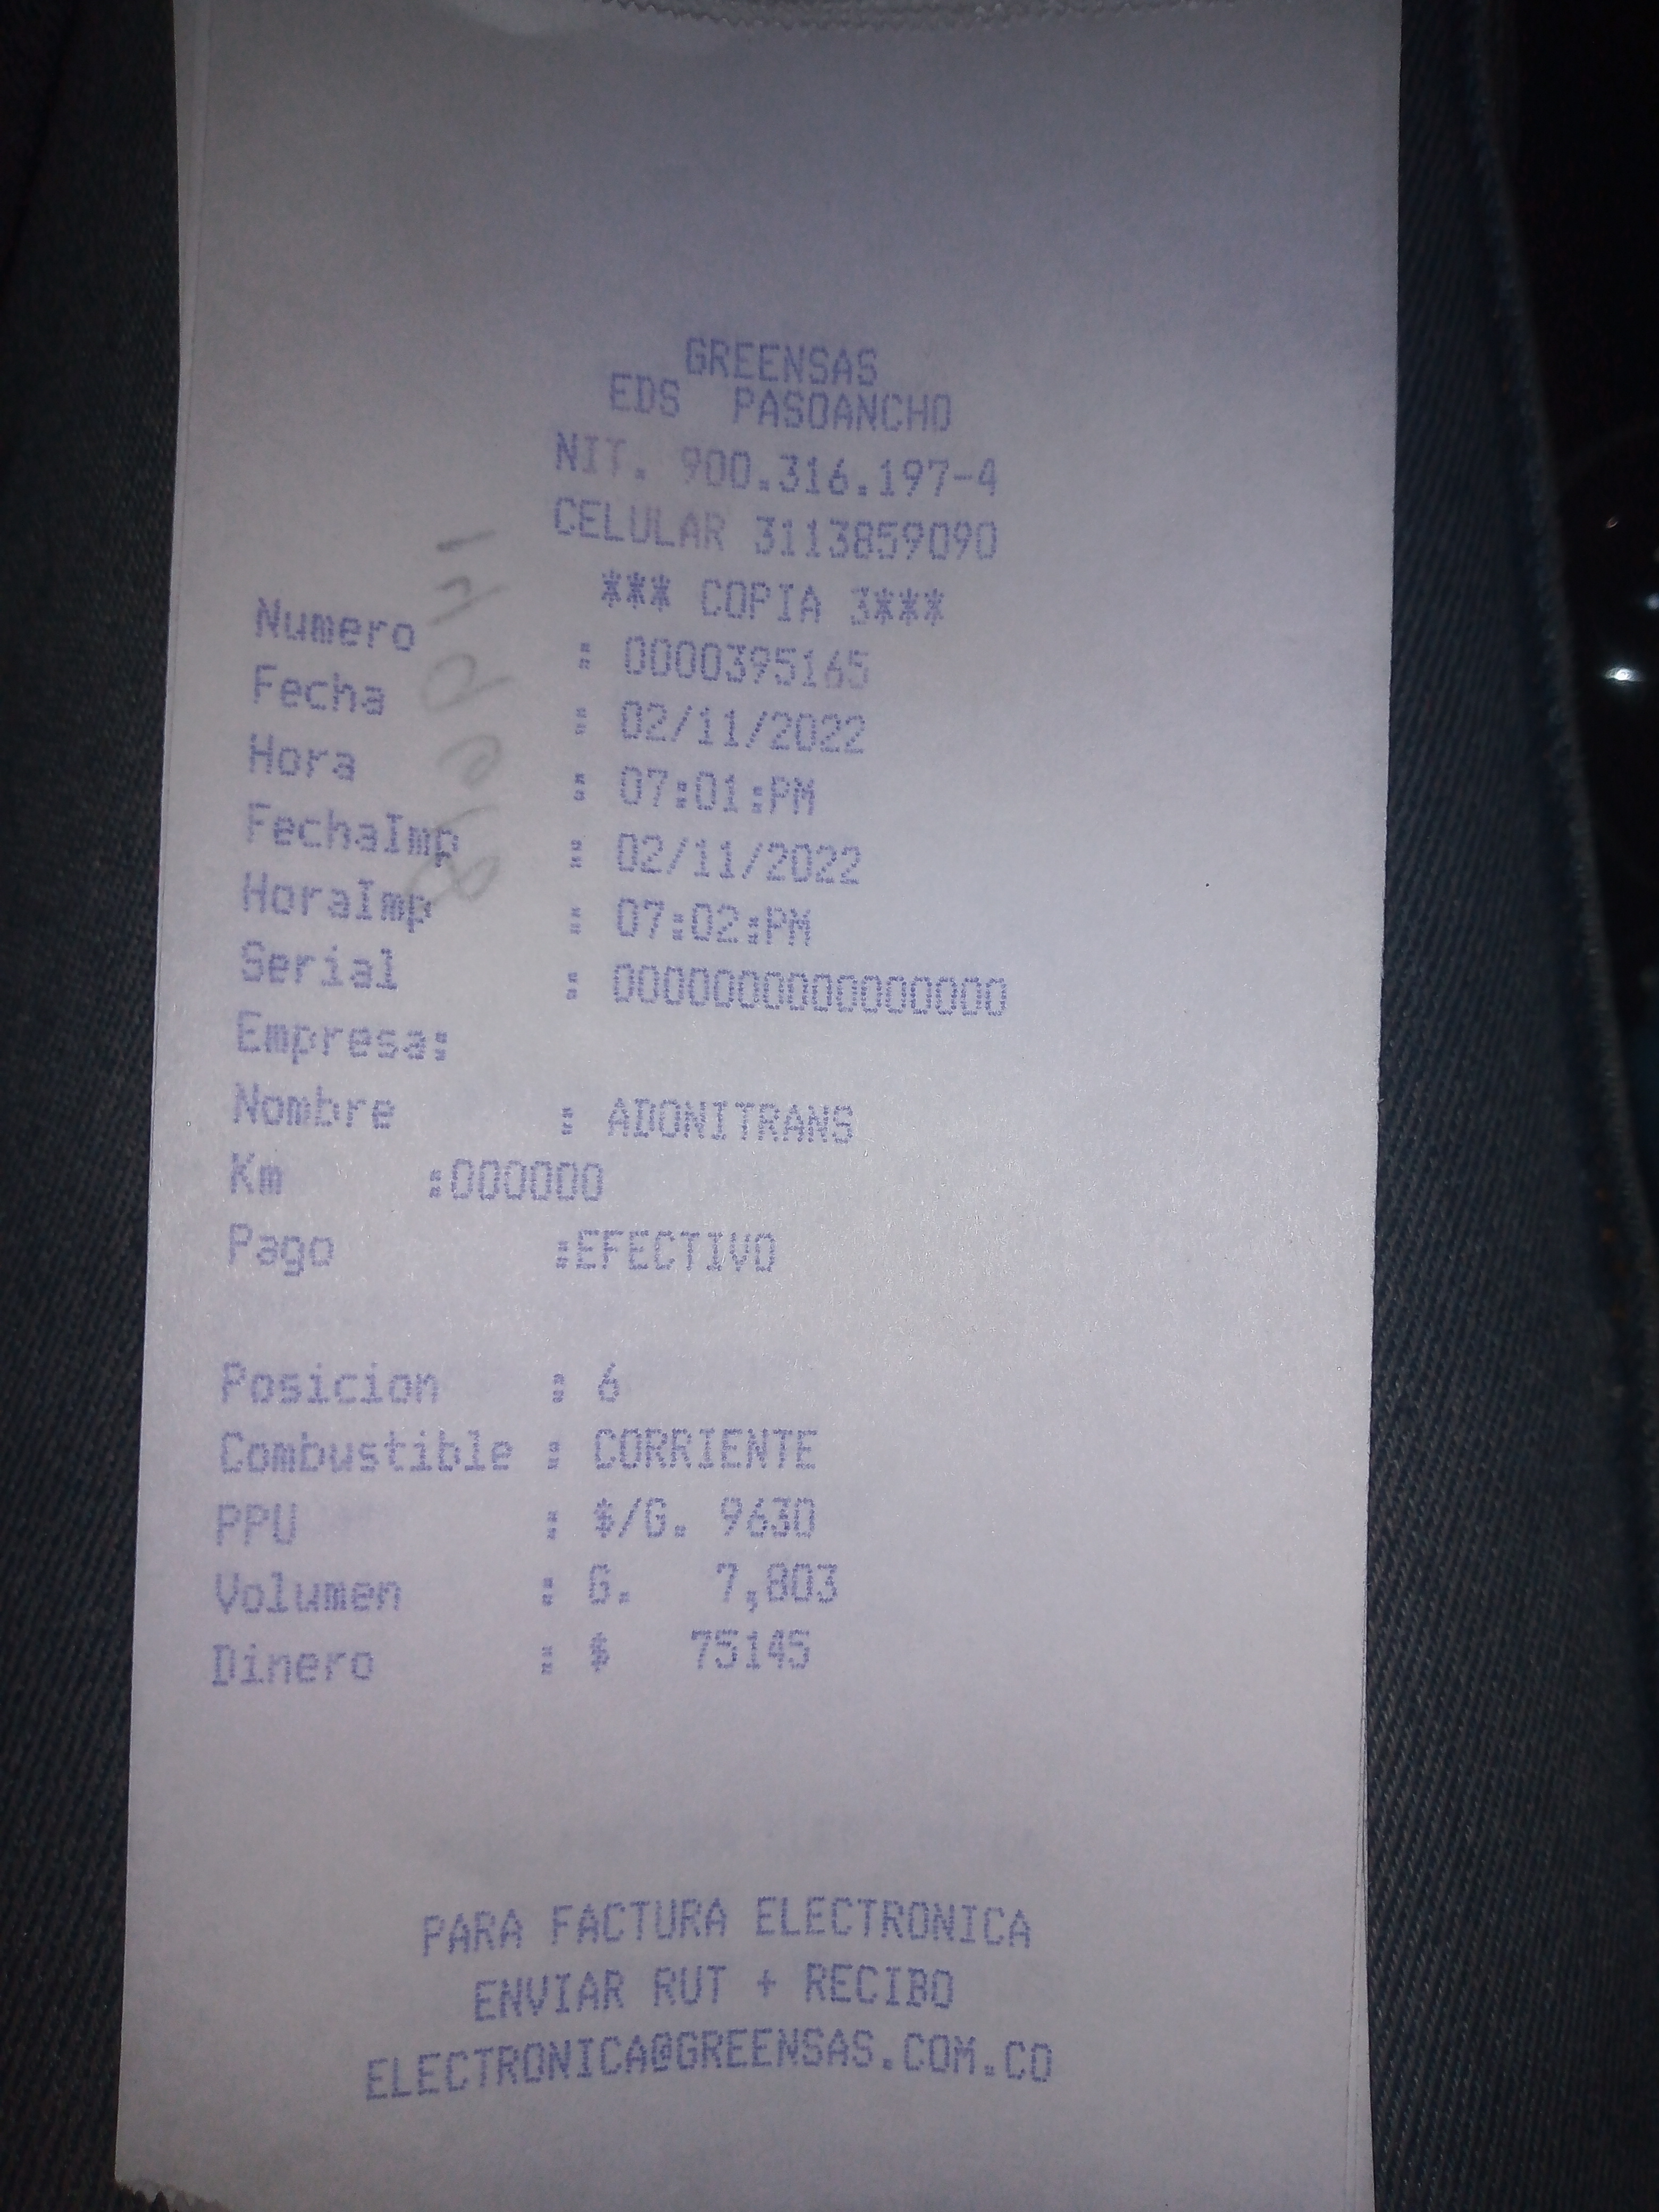 GREENSAS
EDS PASOANCHO
NIT. 900.316.197-4
CELULAR 3113859090
*** COPIA 3***
Numero : 0000395165
Fecha : 02/11/2022
Hora : 07:01:PM
FechaImp : 02/11/2022
HoraImp : 07:02:PM
Serial : 0000000000000000
Empresa:
Nombre :
Km :000000
Pago :EFECTIVO
Posicion : 6
Combustible : CORRIENTE
PPU : $/G. 9630
Volumen : G. 7,803
Dinero : $ 75145
PARA FACTURA ELECTRONICA
ENVIAR RUT + RECIBO
ELECTRONICA@GREENSAS.COM.CO